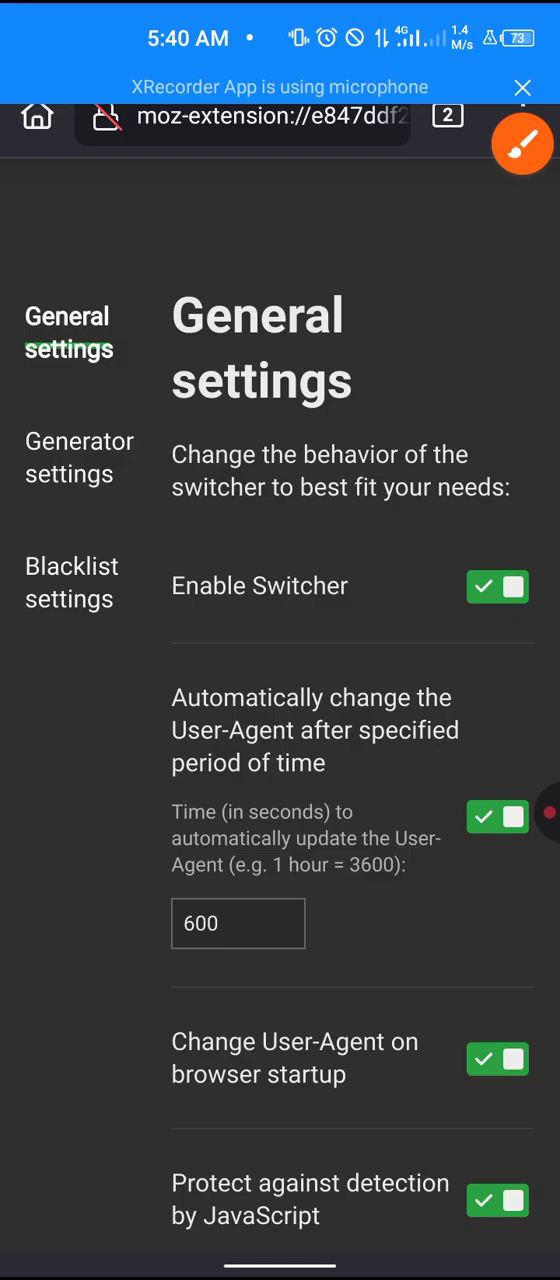 5:40 AM
4G
1.4
M/s
73
XRecorder App is using microphone
moz-extension://e847ddf2
2
General
settings
General
settings
Generator
settings
Change the behavior of the
switcher to best fit your needs:
Blacklist
settings
Enable Switcher
Automatically change the
User-Agent after specified
period of time
Time (in seconds) to
automatically update the User-
Agent (e.g. 1 hour = 3600):
600
Change User-Agent on
browser startup
Protect against detection
by JavaScript